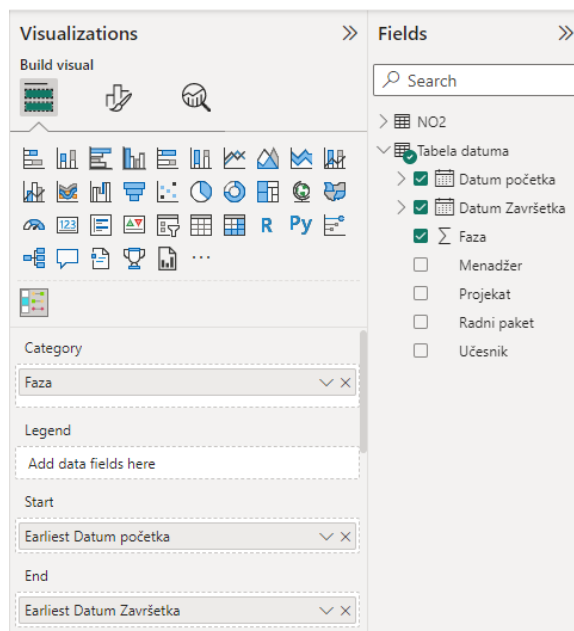 Visualizations
Build visual
123
R
Py
...
Category
Faza
Legend
Add data fields here
Start
Earliest Datum početka
End
Earliest Datum Završetka
Fields
Search
NO2
Tabela datuma
Datum početka
Datum Završetka
Faza
Menadžer
Projekat
Radni paket
Učesnik